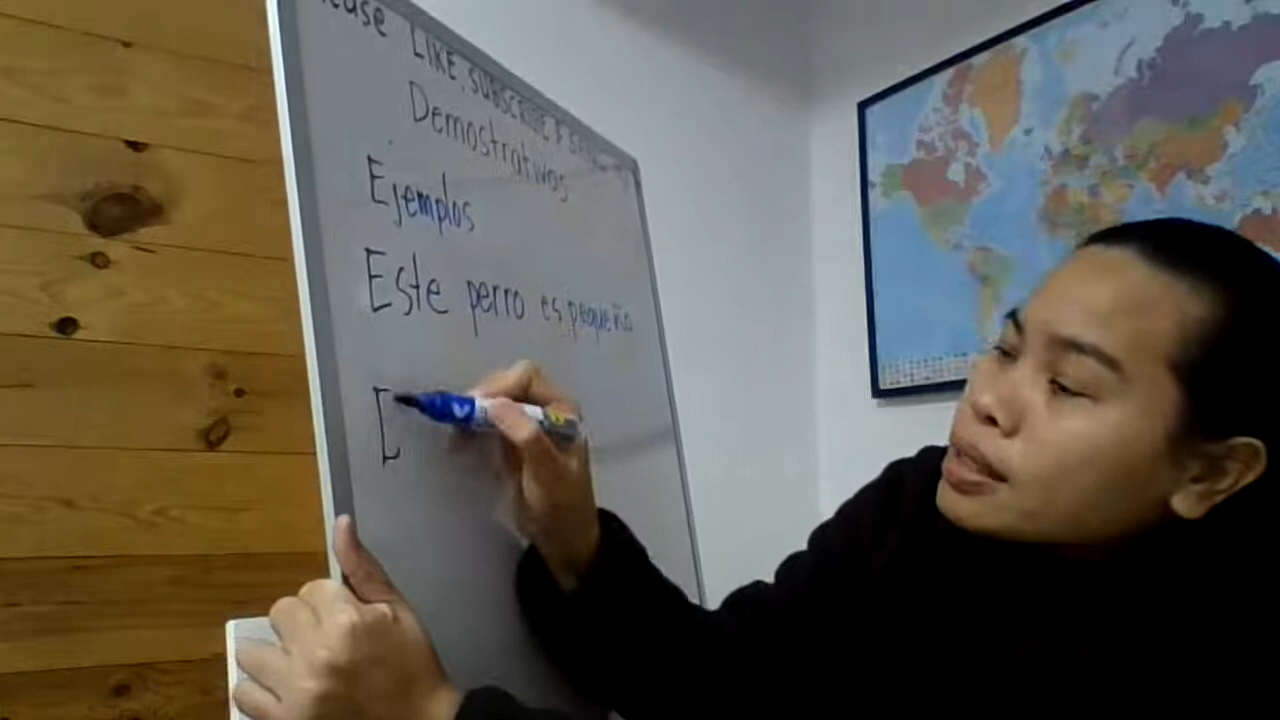 LIKE, SUBSCRIBE &
Demostrativos
Ejemplos
Este perro es pequeño
E